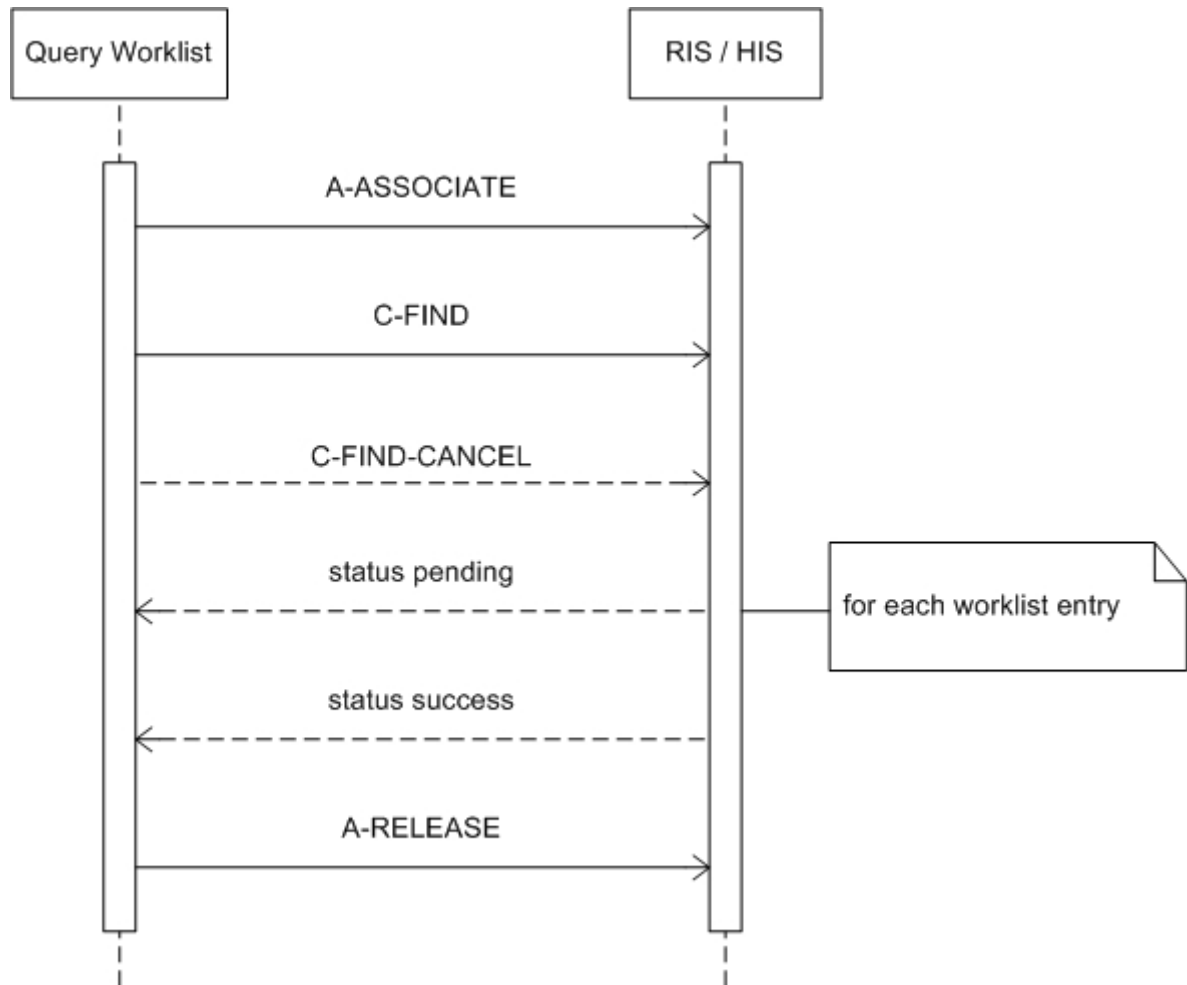 Query Worklist
RIS / HIS
A-ASSOCIATE
C-FIND
C-FIND-CANCEL
status pending
for each worklist entry
status success
A-RELEASE